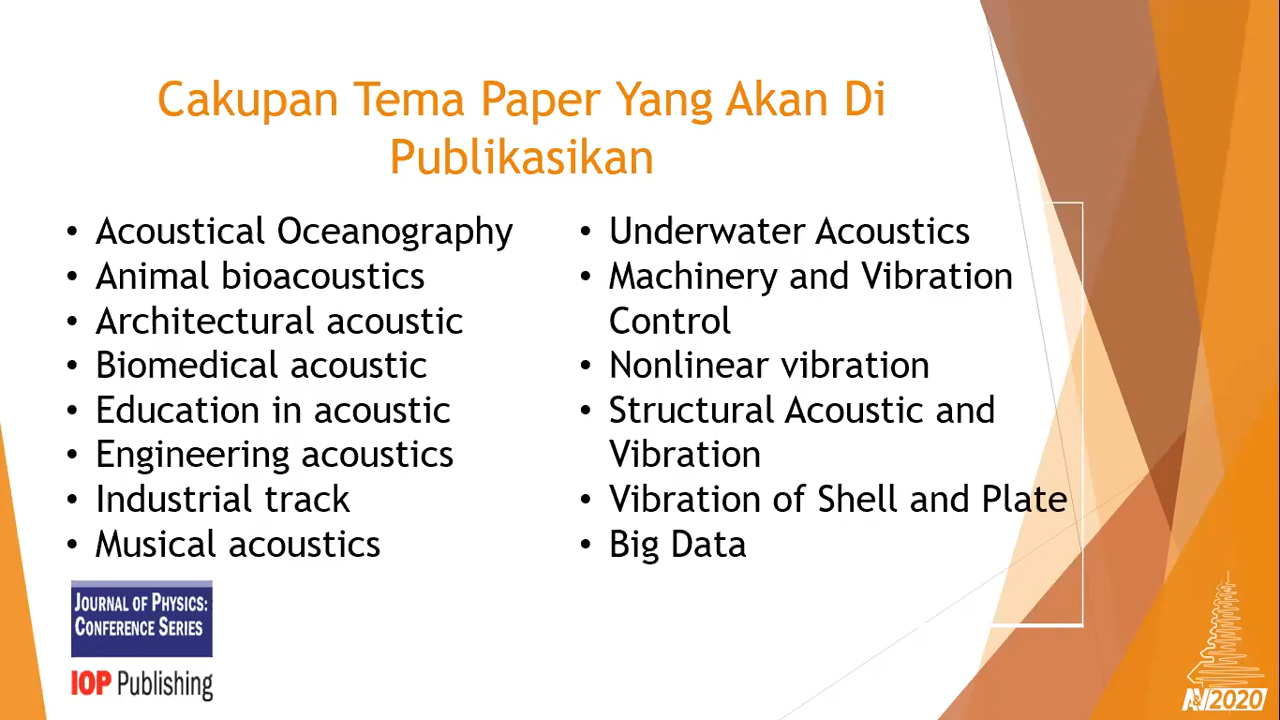 Cakupan Tema Paper Yang Akan Di
Publikasikan
• Acoustical Oceanography
• Animal bioacoustics
• Architectural acoustic
• Biomedical acoustic
• Education in acoustic
• Engineering acoustics
• Industrial track
• Musical acoustics
• Underwater Acoustics
• Machinery and Vibration
Control
• Nonlinear vibration
• Structural Acoustic and
Vibration
• Vibration of Shell and Plate
• Big Data
JOURNAL OF PHYSICS:
CONFERENCE SERIES
IOP Publishing
A&V2020